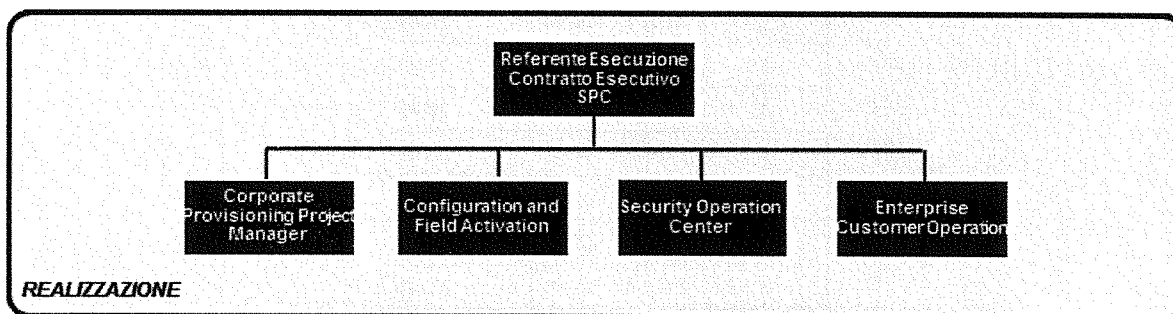 Referente Esecuzione
Contratto Esecutivo
SPC
Corporate
Provisioning Project
Manager
Configuration and
Field Activation
Security Operation
Center
Enterprise
Customer Operation
REALIZZAZIONE